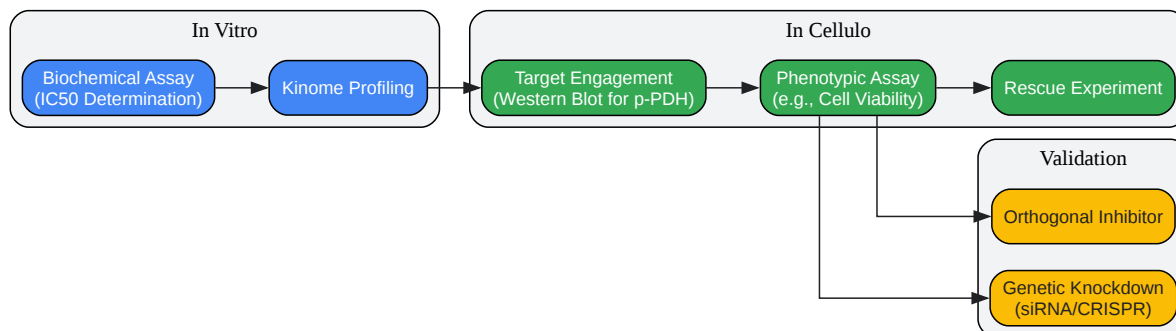 In Vitro
Biochemical Assay
(IC50 Determination)
Kinome Profiling
In Cellulo
Target Engagement
(Western Blot for p-PDH)
Phenotypic Assay
(e.g., Cell Viability)
Rescue Experiment
Validation
Orthogonal Inhibitor
Genetic Knockdown
(siRNA/CRISPR)